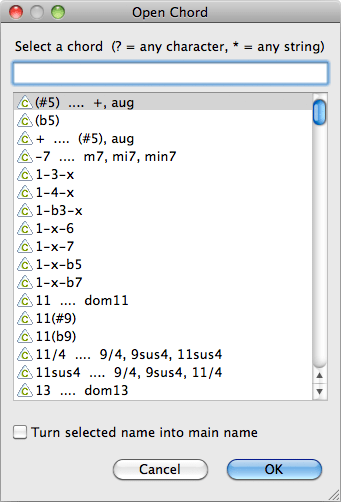 Open Chord
Select a chord (? = any character, * = any string)
C (#5) .... +, aug
C (b5)
C + .... (#5), aug
C -7 .... m7, mi7, min7
C 1-3-x
C 1-4-x
C 1-b3-x
C 1-x-6
C 1-x-7
C 1-x-b5
C 1-x-b7
C 11 .... dom11
C 11(#9)
C 11(b9)
C 11/4 .... 9/4, 9sus4, 11sus4
C 11sus4 .... 9/4, 9sus4, 11/4
C 13 .... dom13
Turn selected name into main name
Cancel OK